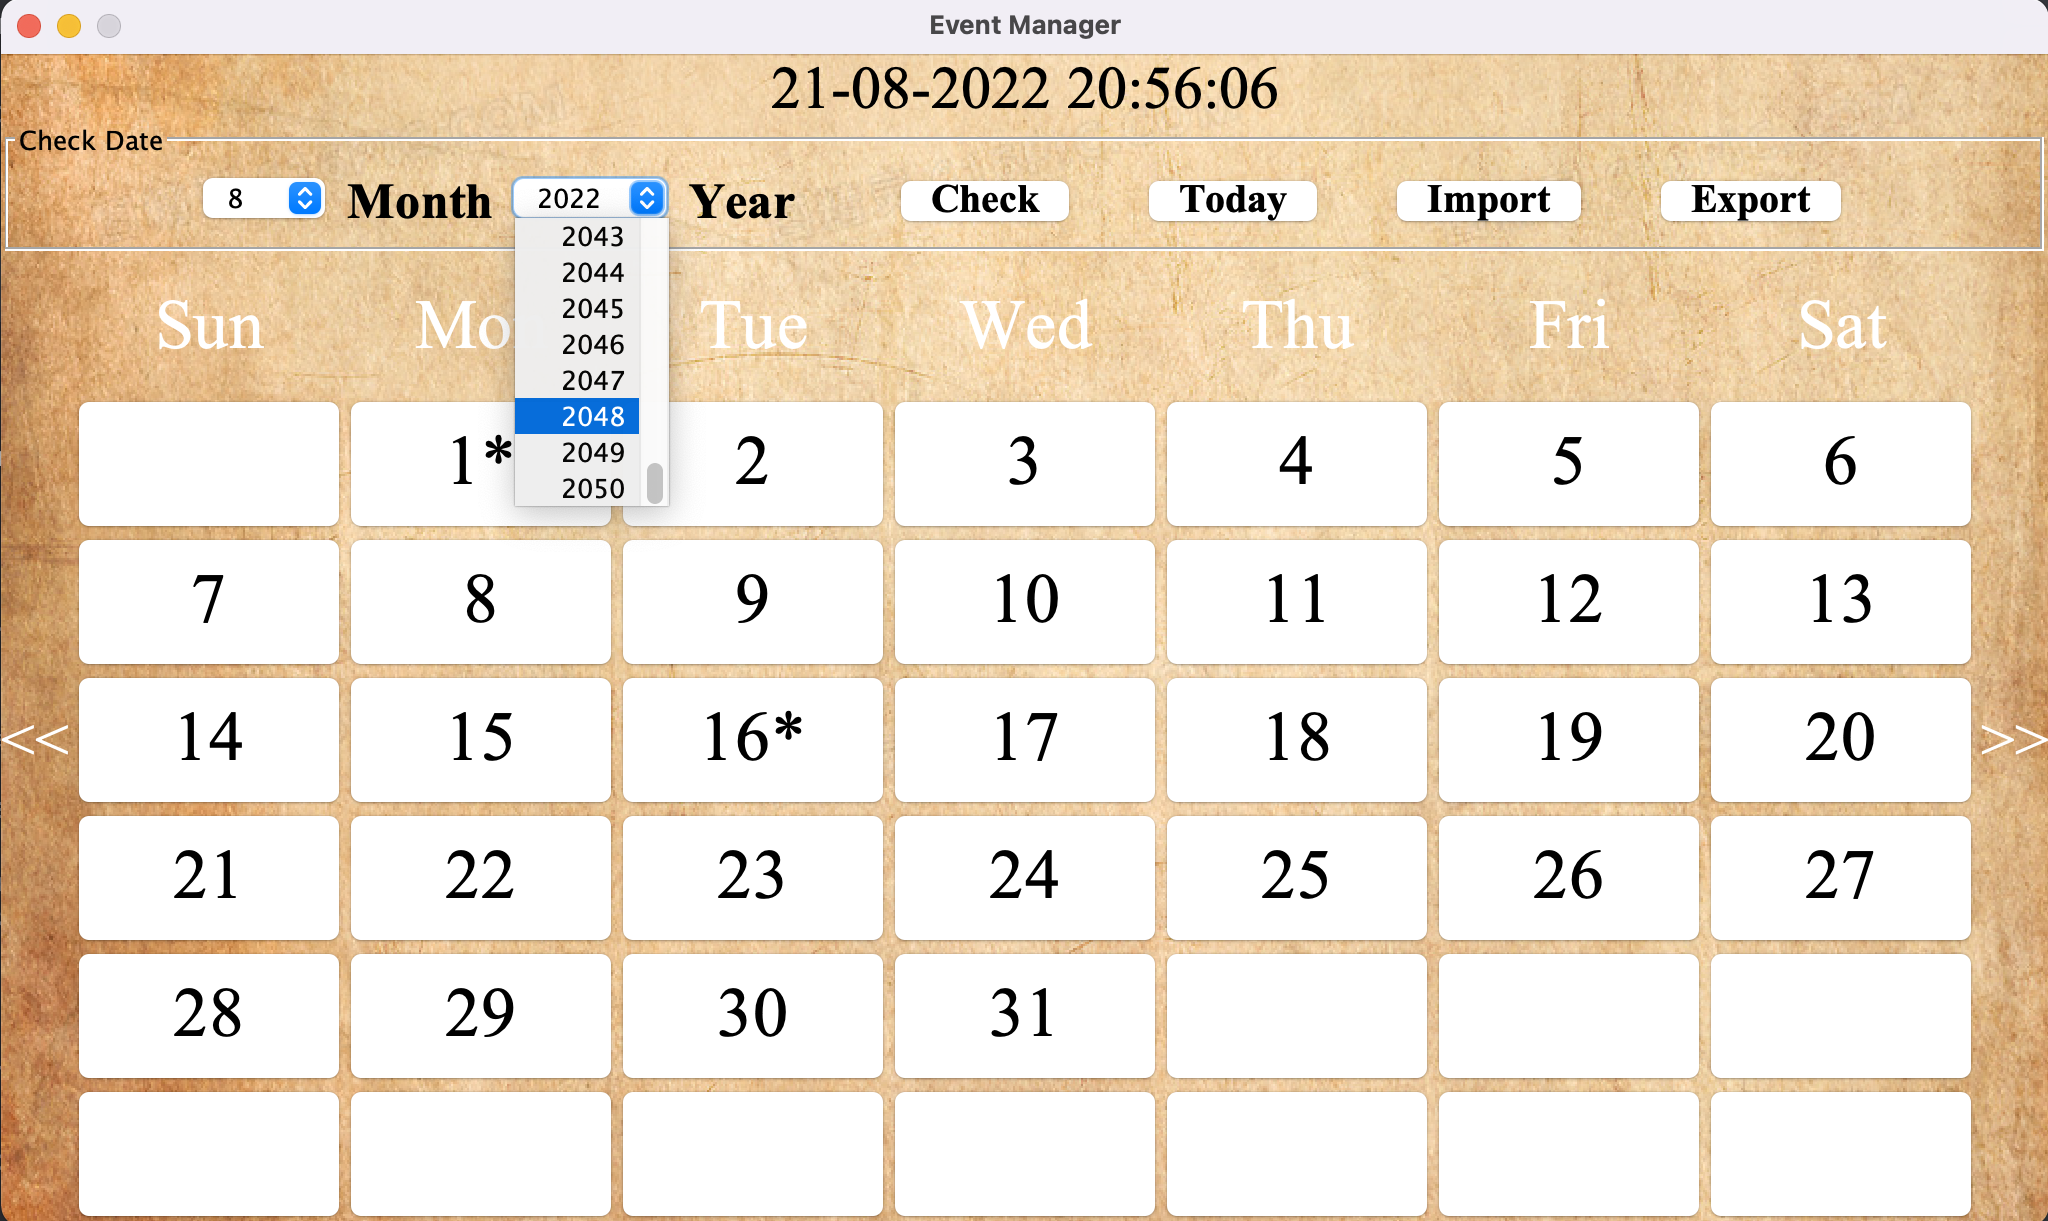 Event Manager
21-08-2022 20:56:06
Check Date
8 Month 2022 Year Check Today Import Export
2043
2044
2045
2046
2047
2048
2049
2050
Sun Mon Tue Wed Thu Fri Sat
1* 2 3 4 5 6
7 8 9 10 11 12 13
<< 14 15 16* 17 18 19 20 >>
21 22 23 24 25 26 27
28 29 30 31